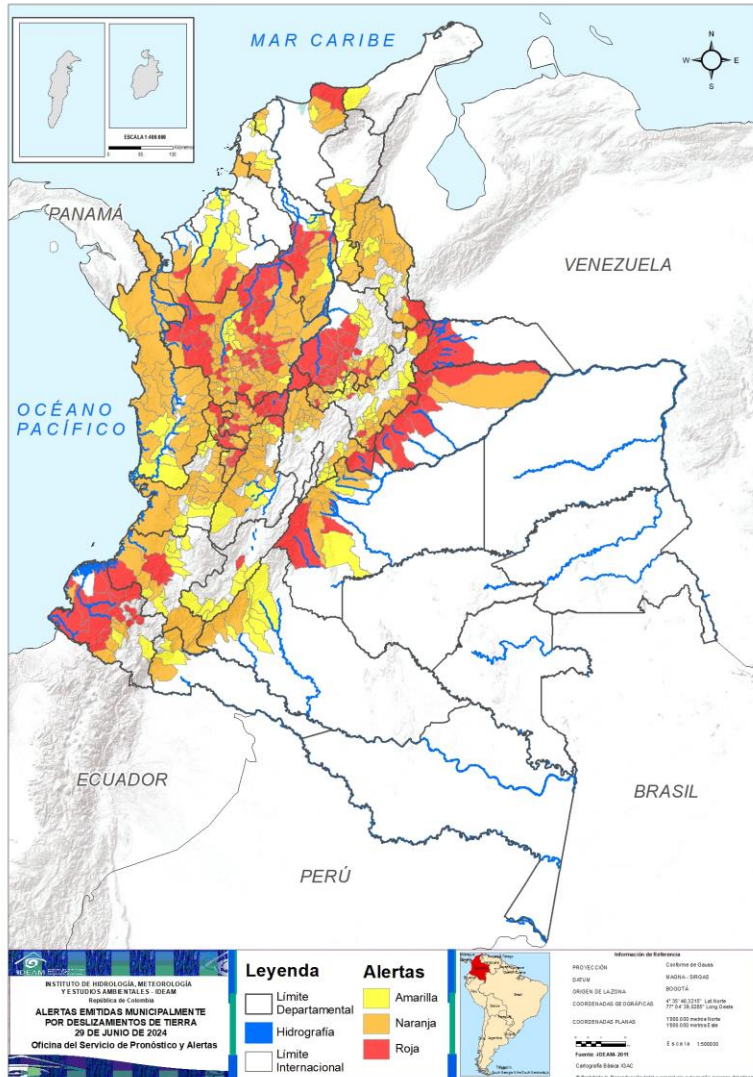 MAR CARIBE
N
W
E
S
ESCALA 1:400.000
PANAMÁ
VENEZUELA
OCÉANO
PACÍFICO
ECUADOR
BRASIL
PERÚ
IDEAM
INSTITUTO DE HIDROLOGÍA, METEOROLOGÍA
Y ESTUDIOS AMBIENTALES - IDEAM
República de Colombia
ALERTAS EMITIDAS MUNICIPALMENTE
POR DESLIZAMIENTOS DE TIERRA
29 DE JUNIO DE 2024
Oficina del Servicio de Pronóstico y Alertas
Leyenda
Límite
Departamental
Hidrografía
Límite
Internacional
Alertas
Amarilla
Naranja
Roja
Información de Referencia
PROYECCIÓN Conforme de Gauss
DATUM MAGNA - SIRGAS
ORIGEN DE LA ZONA BOGOTÁ
COORDENADAS GEOGRÁFICAS
COORDENADAS PLANAS
Fuente: IDEAM- 2011
Cartografía Básica IGAC